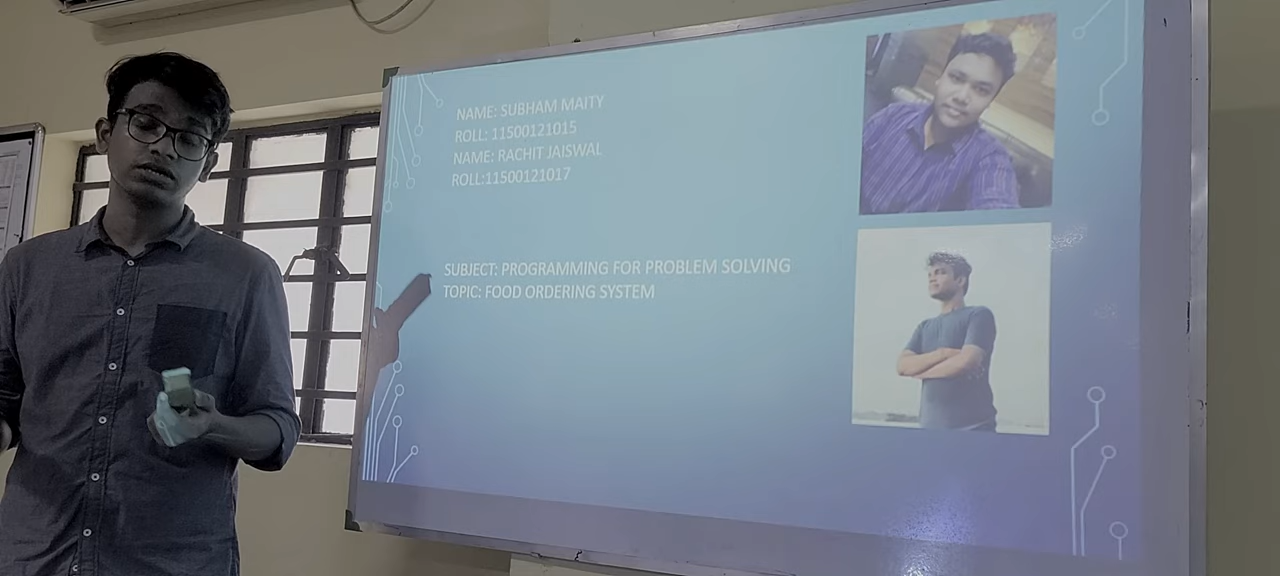 NAME: SUBHAM MAITY
ROLL: 11500121015
NAME: RACHIT JAISWAL
ROLL:11500121017
SUBJECT: PROGRAMMING FOR PROBLEM SOLVING
TOPIC: FOOD ORDERING SYSTEM